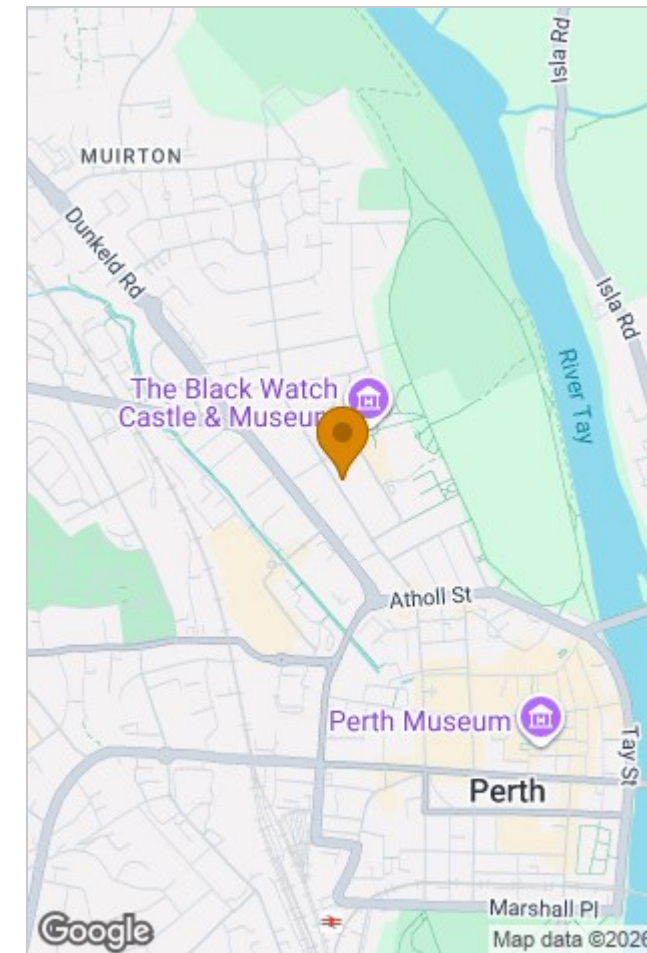 Isla Rd
MUIRTON
Dunkeld Rd
Isla Rd
River Tay
The Black Watch
Castle & Museu
Atholl St
Perth Museum
Tay St
Perth
Marshall Pl
Google
Map data ©2026